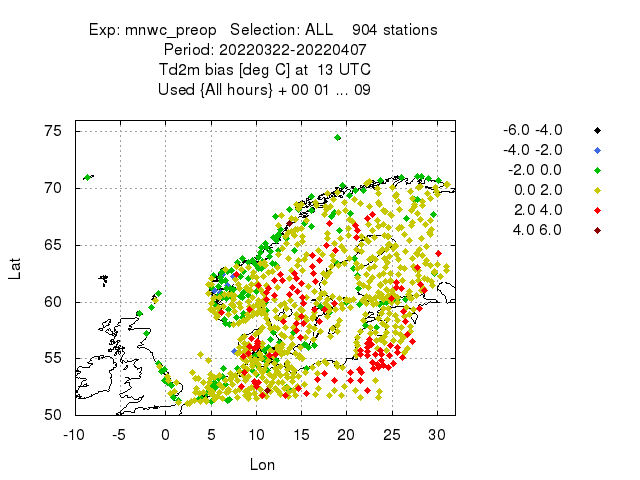 Exp: mnwc_preop   Selection: ALL    904 stations
Period: 20220322-20220407
Td2m bias [deg C] at  13 UTC
Used {All hours} + 00 01 ... 09
-6.0 -4.0
-4.0 -2.0
-2.0 0.0
0.0 2.0
2.0 4.0
4.0 6.0
75
70
65
60
55
50
Lat
-10 -5 0 5 10 15 20 25 30
Lon